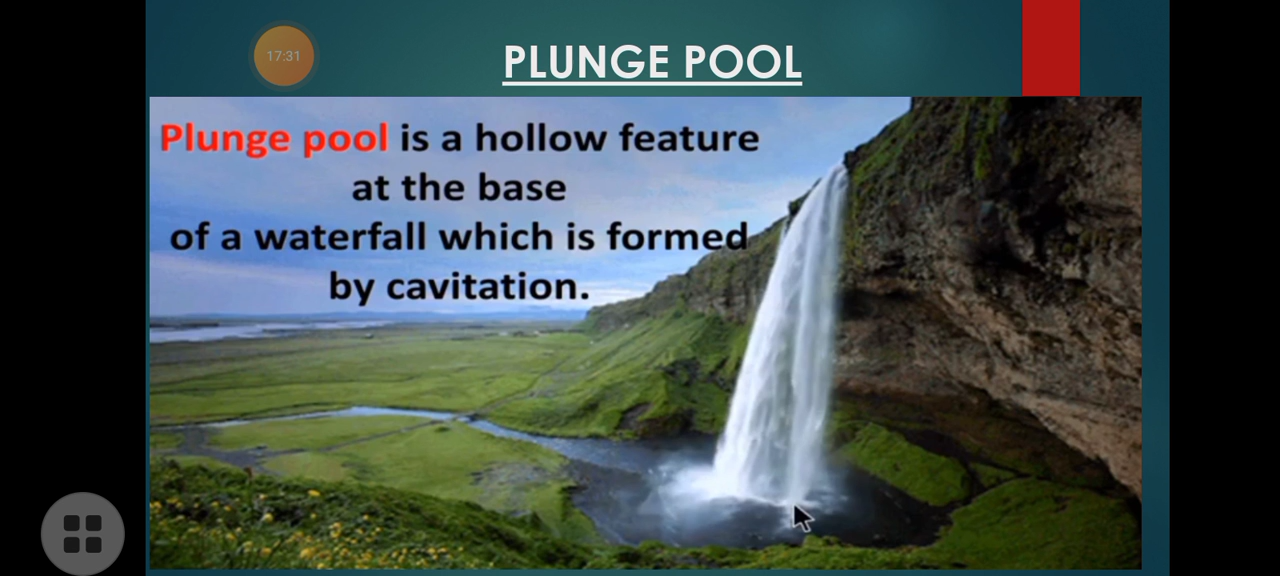 17:31
PLUNGE POOL
Plunge pool is a hollow feature
at the base
of a waterfall which is formed
by cavitation.